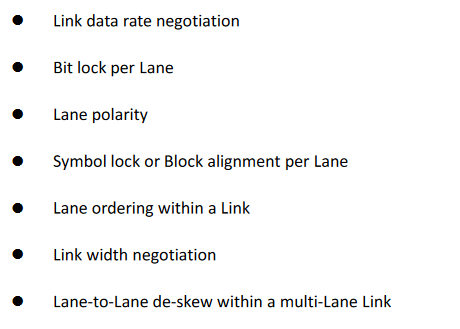 ● Link data rate negotiation
● Bit lock per Lane
● Lane polarity
● Symbol lock or Block alignment per Lane
● Lane ordering within a Link
● Link width negotiation
● Lane-to-Lane de-skew within a multi-Lane Link